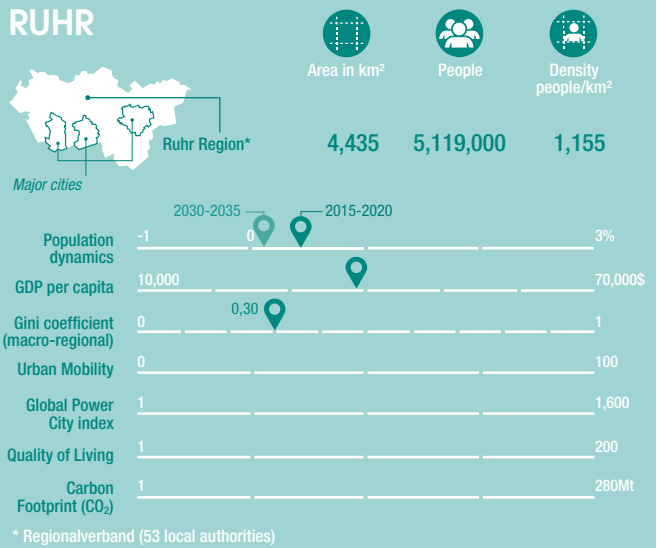 RUHR
Area in km²
People
Density
people/km²
Ruhr Region*
4,435
5,119,000
1,155
Major cities
2030-2035
2015-2020
Population
dynamics
-1
0
3%
GDP per capita
10,000
70,000$
Gini coefficient
(macro-regional)
0,30
0
1
Urban Mobility
0
100
Global Power
City index
1
1,600
Quality of Living
1
200
Carbon
Footprint (CO₂)
1
280Mt
* Regionalverband (53 local authorities)